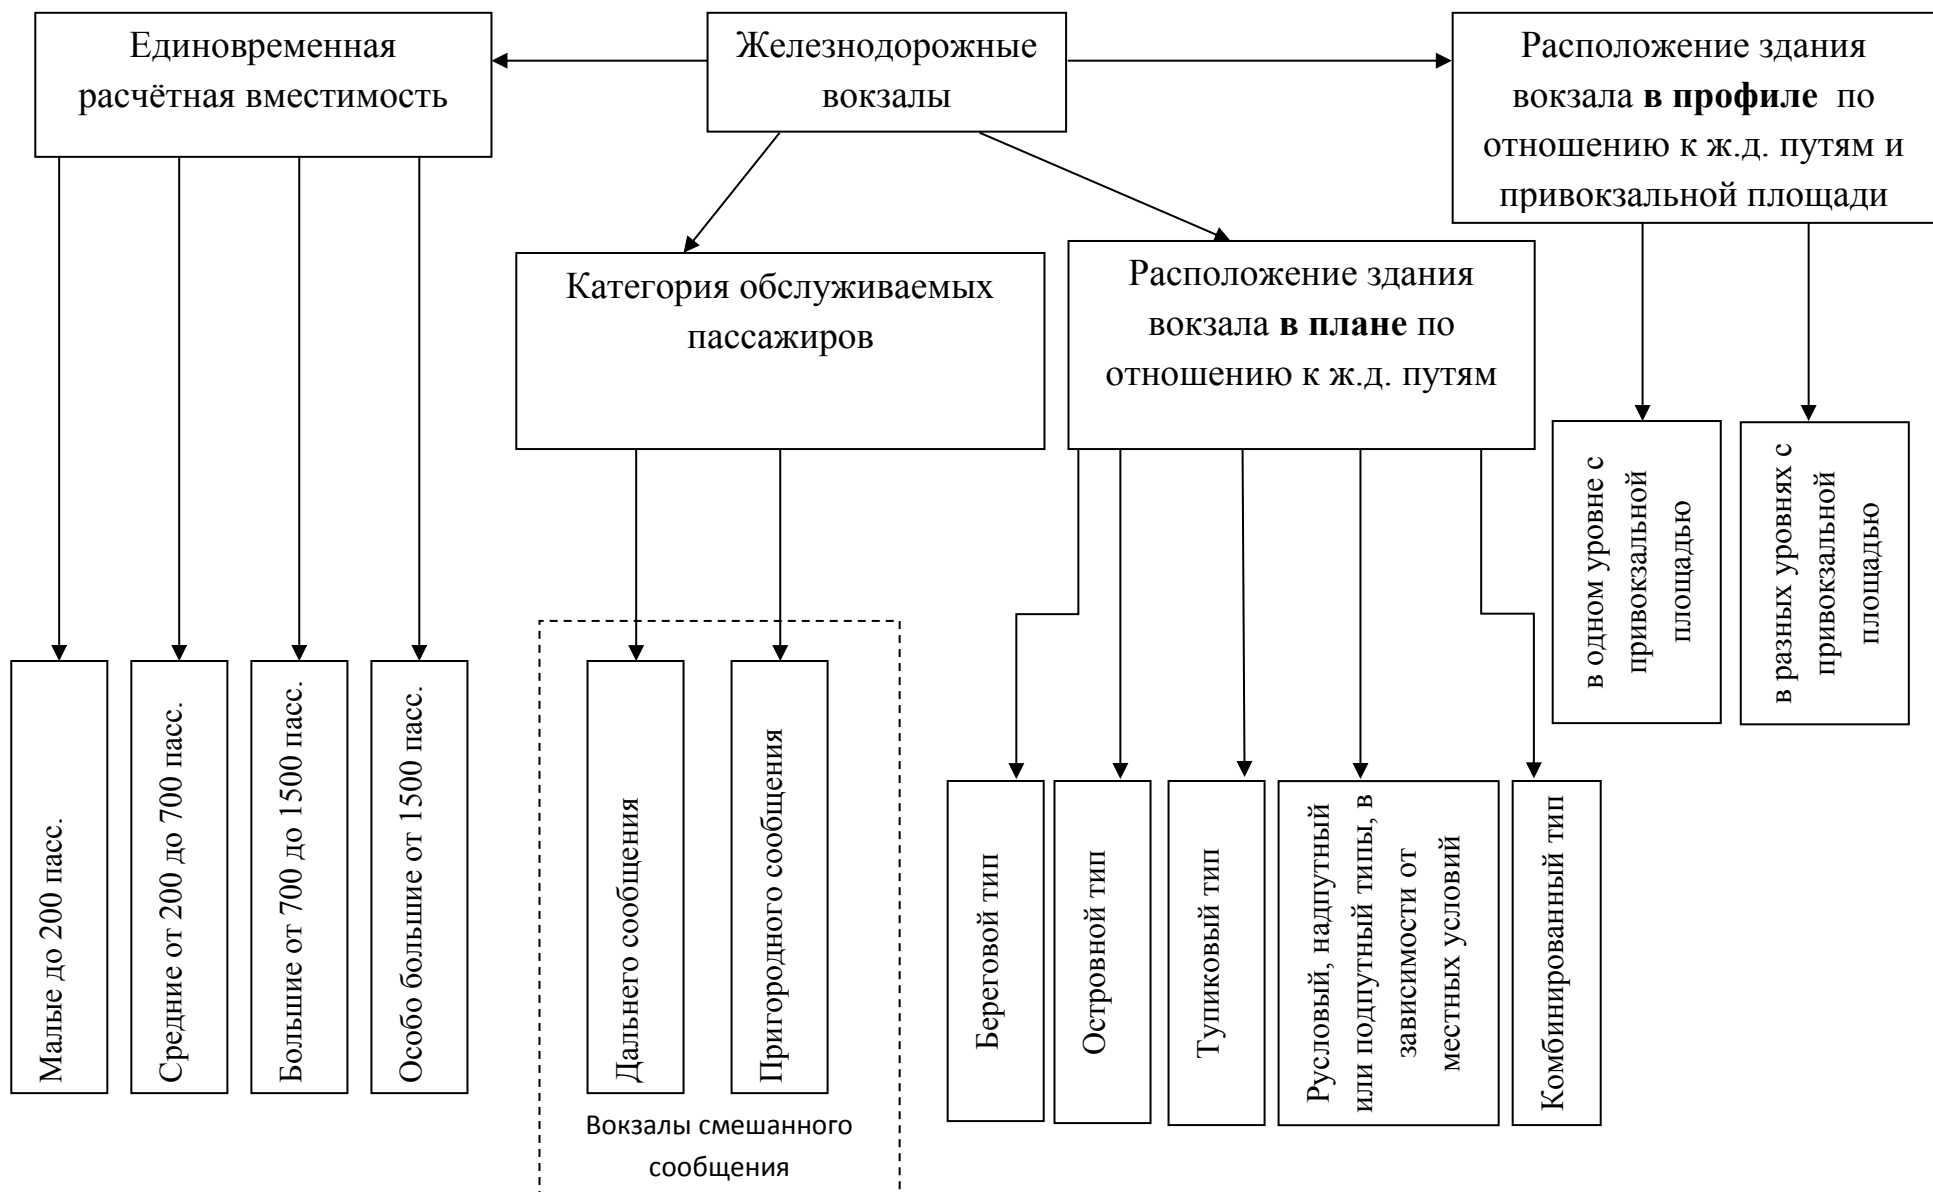 Единовременная
расчётная вместимость
Железнодорожные
вокзалы
Расположение здания
вокзала в профиле по
отношению к ж.д. путям и
привокзальной площади
Категория обслуживаемых
пассажиров
Расположение здания
вокзала в плане по
отношению к ж.д. путям
в одном уровне с
привокзальной
площадью
в разных уровнях с
привокзальной
площадью
Малые до 200 пасс.
Средние от 200 до 700 пасс.
Большие от 700 до 1500 пасс.
Особо большие от 1500 пасс.
Дальнего сообщения
Пригородного сообщения
Вокзалы смешанного
сообщения
Береговой тип
Островной тип
Тупиковый тип
Русловый, надпутный
или подпутный типы, в
зависимости от
местных условий
Комбинированный тип